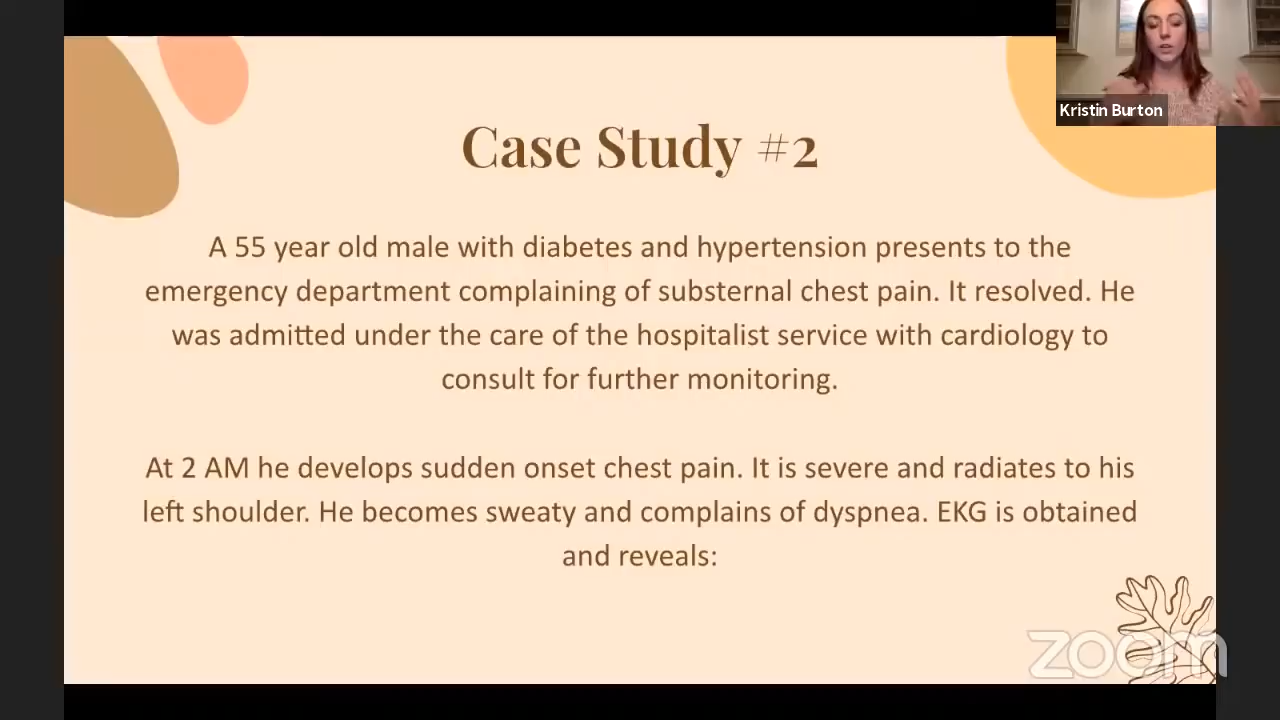 Kristin Burton
Case Study #2
A 55 year old male with diabetes and hypertension presents to the
emergency department complaining of substernal chest pain. It resolved. He
was admitted under the care of the hospitalist service with cardiology to
consult for further monitoring.
At 2 AM he develops sudden onset chest pain. It is severe and radiates to his
left shoulder. He becomes sweaty and complains of dyspnea. EKG is obtained
and reveals:
zoom